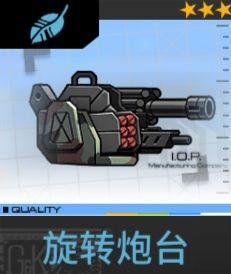 I.O.P.
Manufacturing Company
QUALITY
旋转炮台